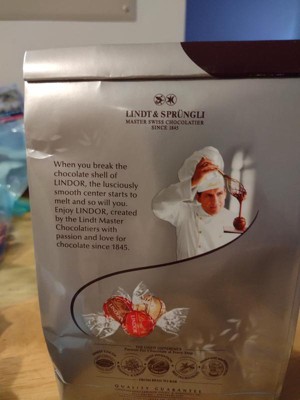 LINDT & SPRÜNGLI
MASTER SWISS CHOCOLATIER
SINCE 1845
When you break the
chocolate shell of
LINDOR, the lusciously
smooth center starts to
melt and so will you.
Enjoy LINDOR, created
by the Lindt Master
Chocolatiers with
passion and love for
chocolate since 1845.
QUALITY GUARANTEE